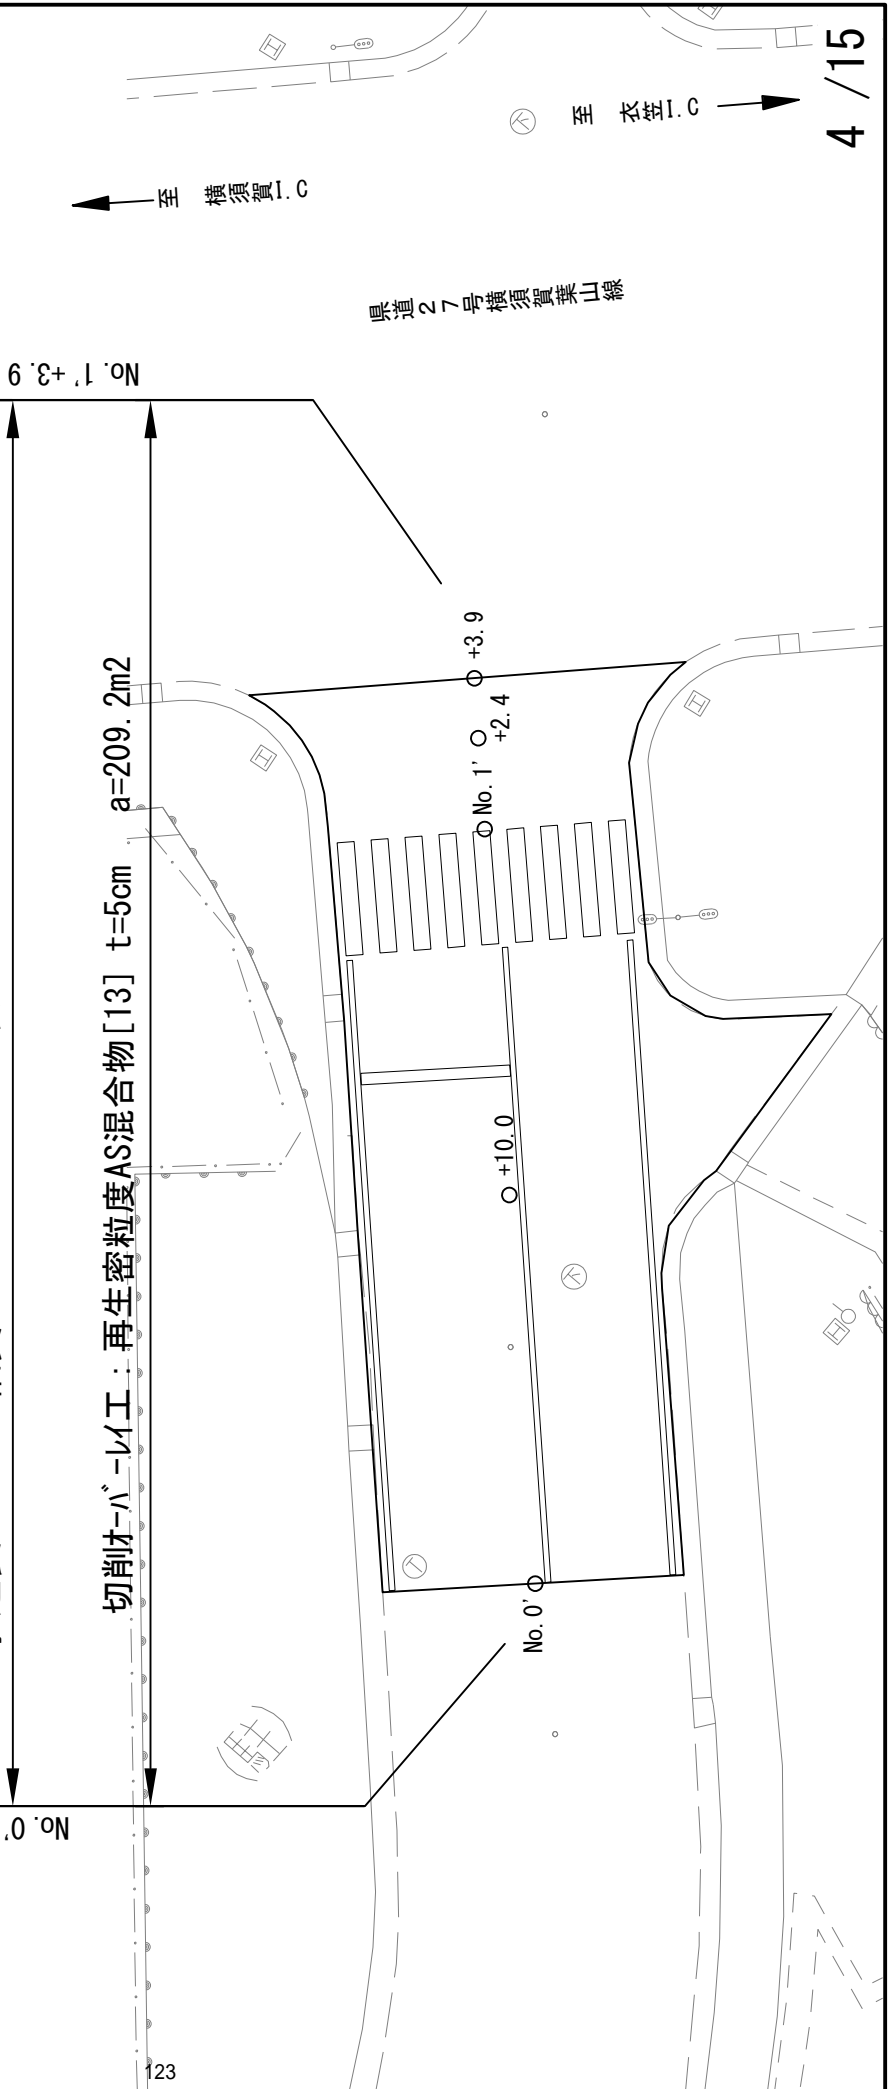 4 /15
至 衣笠I.C
至 横須賀I.C
県道27号横須賀葉山線
No.1'+3.9
切削オーバーレイ工:再生密粒度AS混合物[13] t=5cm a=209.2m2
+3.9
+2.4
No.1'
+10.0
No.0'
No.0'
123